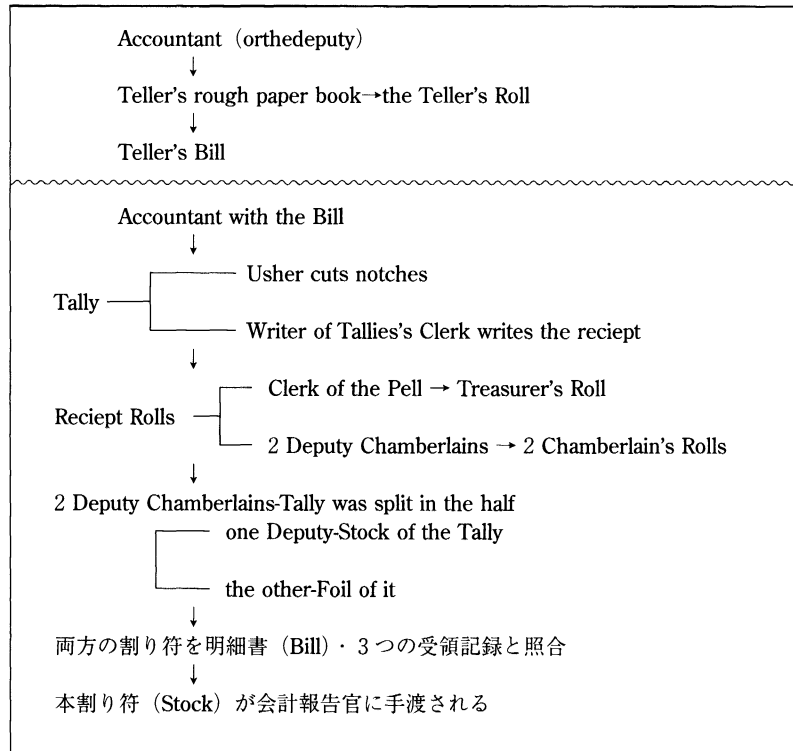 Accountant (orthedeputy)
↓
Teller's rough paper book→the Teller's Roll
↓
Teller's Bill
Accountant with the Bill
↓
Usher cuts notches
Tally
Writer of Tallies's Clerk writes the reciept
↓
Clerk of the Pell → Treasurer's Roll
Reciept Rolls
2 Deputy Chamberlains → 2 Chamberlain's Rolls
↓
2 Deputy Chamberlains-Tally was split in the half
one Deputy-Stock of the Tally
the other-Foil of it
↓
両方の割り符を明細書（Bill）・3つの受領記録と照合
↓
本割り符（Stock）が会計報告官に手渡される